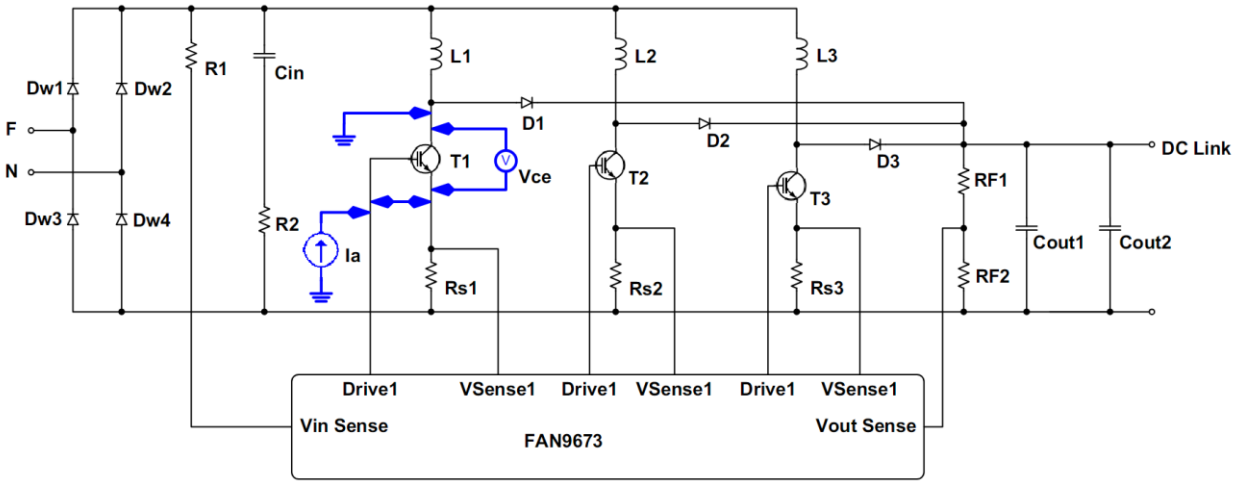 L1
L2
L3
R1
Cin
Dw1
Dw2
D1
F
D2
V
T1
DC Link
D3
N
Vce
T2
RF1
T3
Dw3
Dw4
R2
Ia
Cout1
Cout2
Rs1
Rs2
Rs3
RF2
Drive1
VSense1
Drive1
VSense1
Drive1
VSense1
Vin Sense
Vout Sense
FAN9673